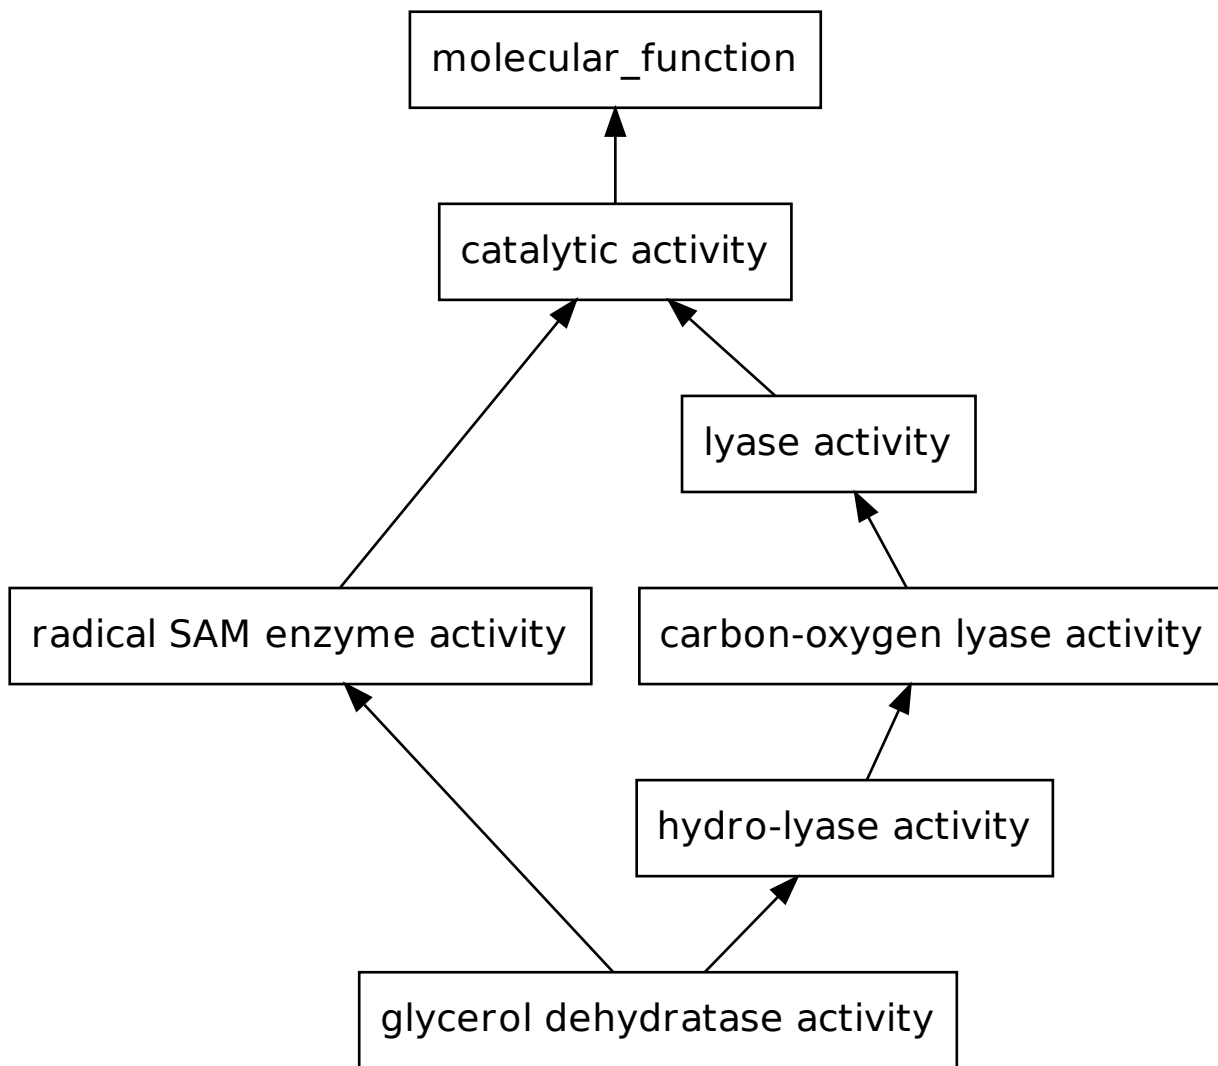 molecular_function
catalytic activity
lyase activity
radical SAM enzyme activity
carbon-oxygen lyase activity
hydro-lyase activity
glycerol dehydratase activity